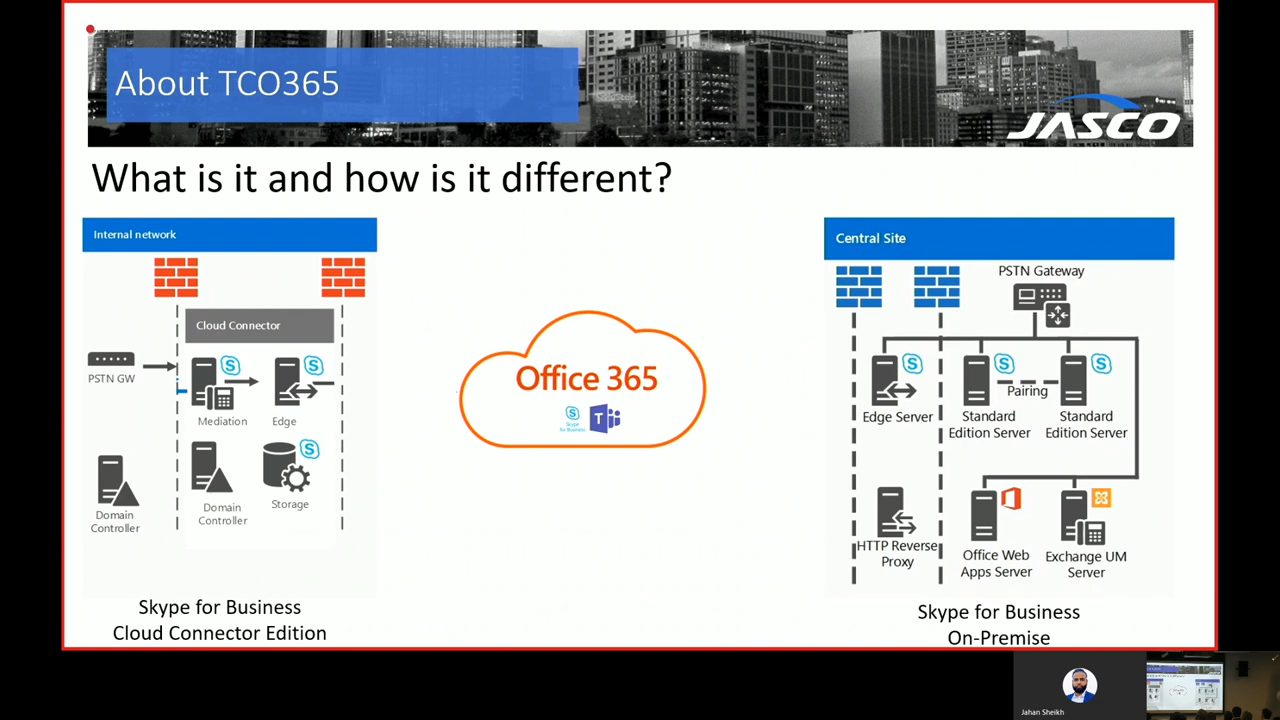 About TCO365
JASCO
What is it and how is it different?
Internal network
Cloud Connector
PSTN GW
Mediation
Edge
Domain
Controller
Domain
Controller
Storage
Skype for Business
Cloud Connector Edition
Office 365
Skype
for Business
T
Central Site
PSTN Gateway
Pairing
Edge Server
Standard
Edition Server
Standard
Edition Server
HTTP Reverse
Proxy
Office Web
Apps Server
Exchange UM
Server
Skype for Business
On-Premise
Jahan Sheikh